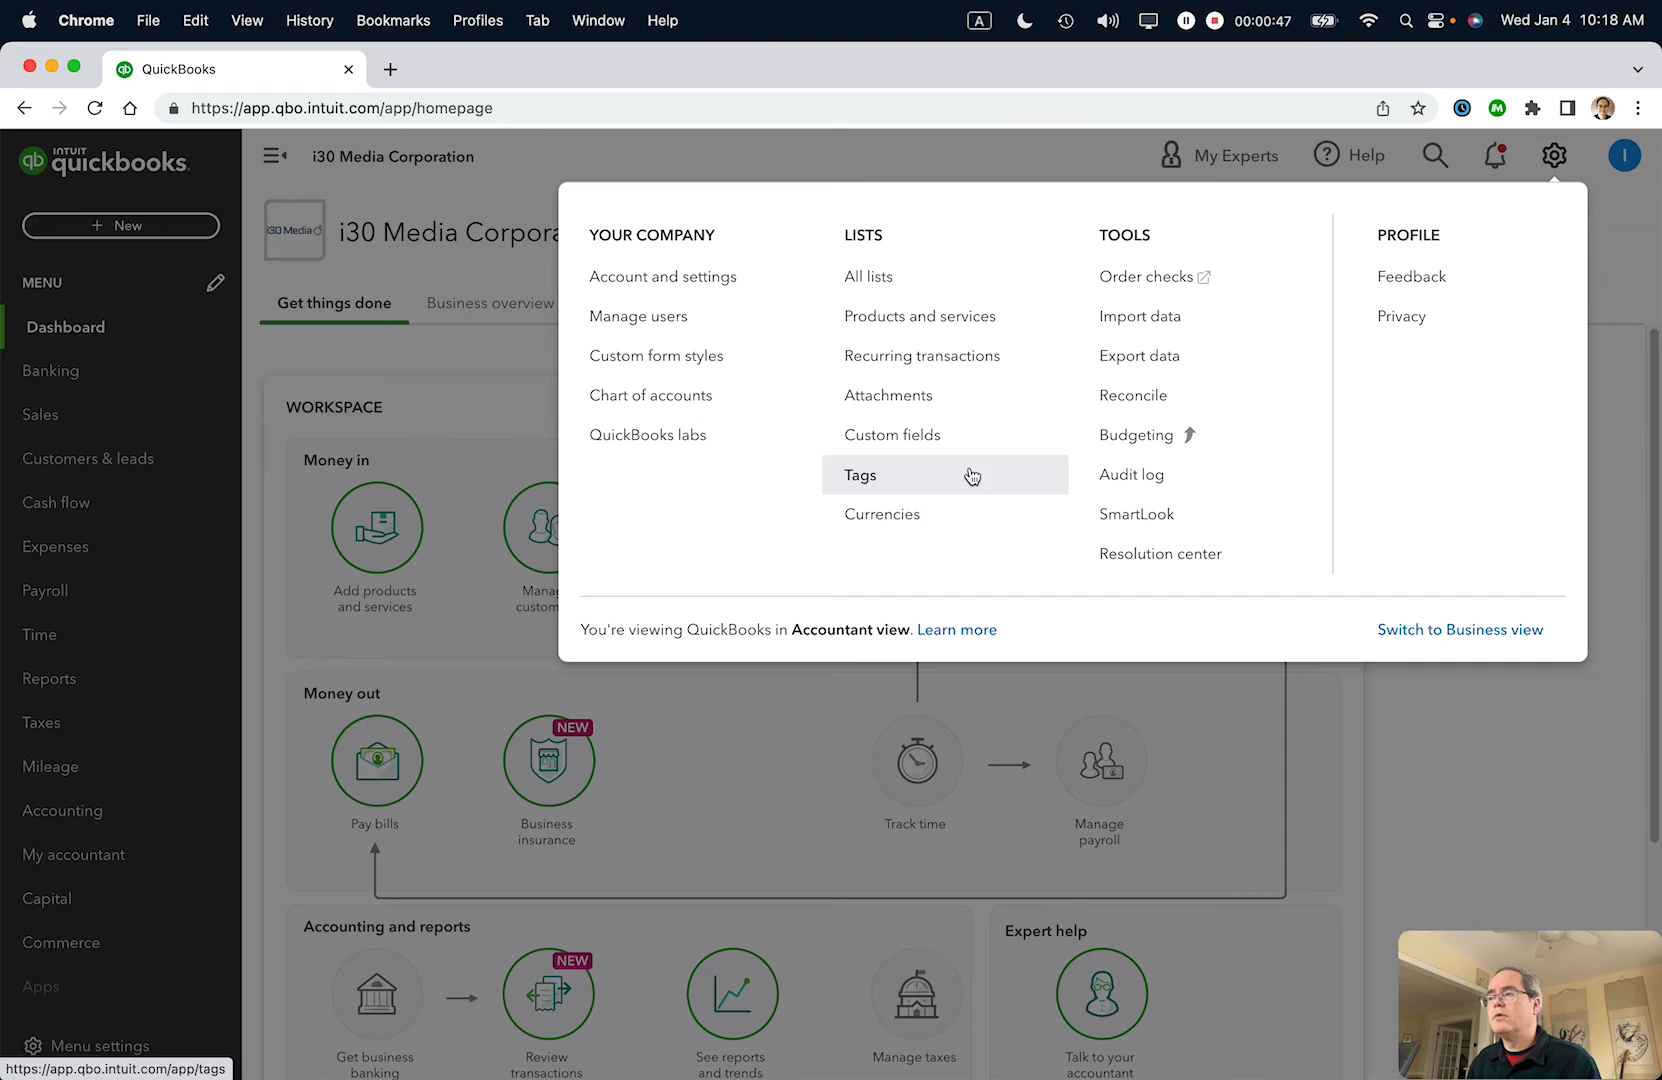 Chrome File Edit View History Bookmarks Profiles Tab Window Help A 00:00:47 Wed Jan 4 10:18 AM
QuickBooks
https://app.qbo.intuit.com/app/homepage
INTUIT
quickbooks.
i30 Media Corporation
My Experts
Help
I
+ New
MENU
Dashboard
Banking
Sales
Customers & leads
Cash flow
Expenses
Payroll
Time
Reports
Taxes
Mileage
Accounting
My accountant
Capital
Commerce
Apps
Menu settings
https://app.qbo.intuit.com/app/tags
i30 Media
i30 Media Corpora
Get things done
Business overview
YOUR COMPANY
Account and settings
Manage users
Custom form styles
Chart of accounts
QuickBooks labs
LISTS
All lists
Products and services
Recurring transactions
Attachments
Custom fields
Tags
Currencies
TOOLS
Order checks
Import data
Export data
Reconcile
Budgeting
Audit log
SmartLook
Resolution center
PROFILE
Feedback
Privacy
You're viewing QuickBooks in Accountant view. Learn more
Switch to Business view
WORKSPACE
Money in
Add products
and services
Mana
custom
Money out
NEW
Pay bills
Business
insurance
Track time
Manage
payroll
Accounting and reports
NEW
Get business
banking
Review
transactions
See reports
and trends
Manage taxes
Expert help
Talk to your
accountant